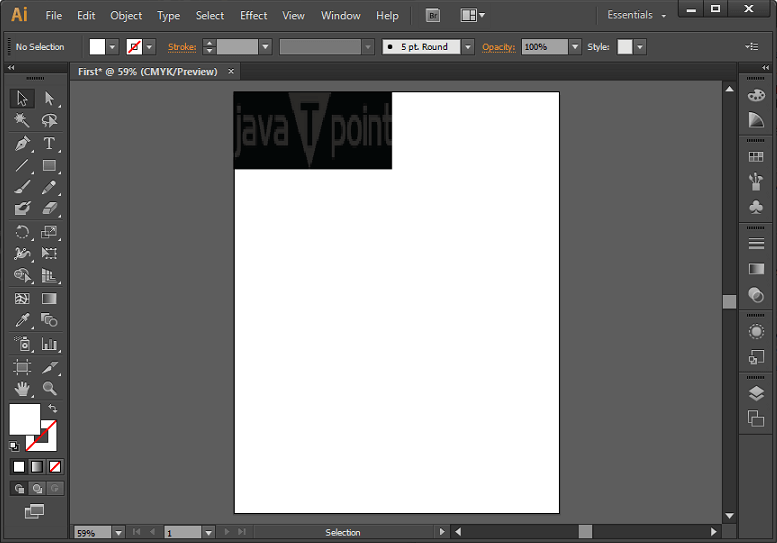 Ai File Edit Object Type Select Effect View Window Help Br Essentials
No Selection Stroke: 5 pt. Round Opacity: 100% Style:
First* @ 59% (CMYK/Preview) ×
java T point
T
59% 1 Selection